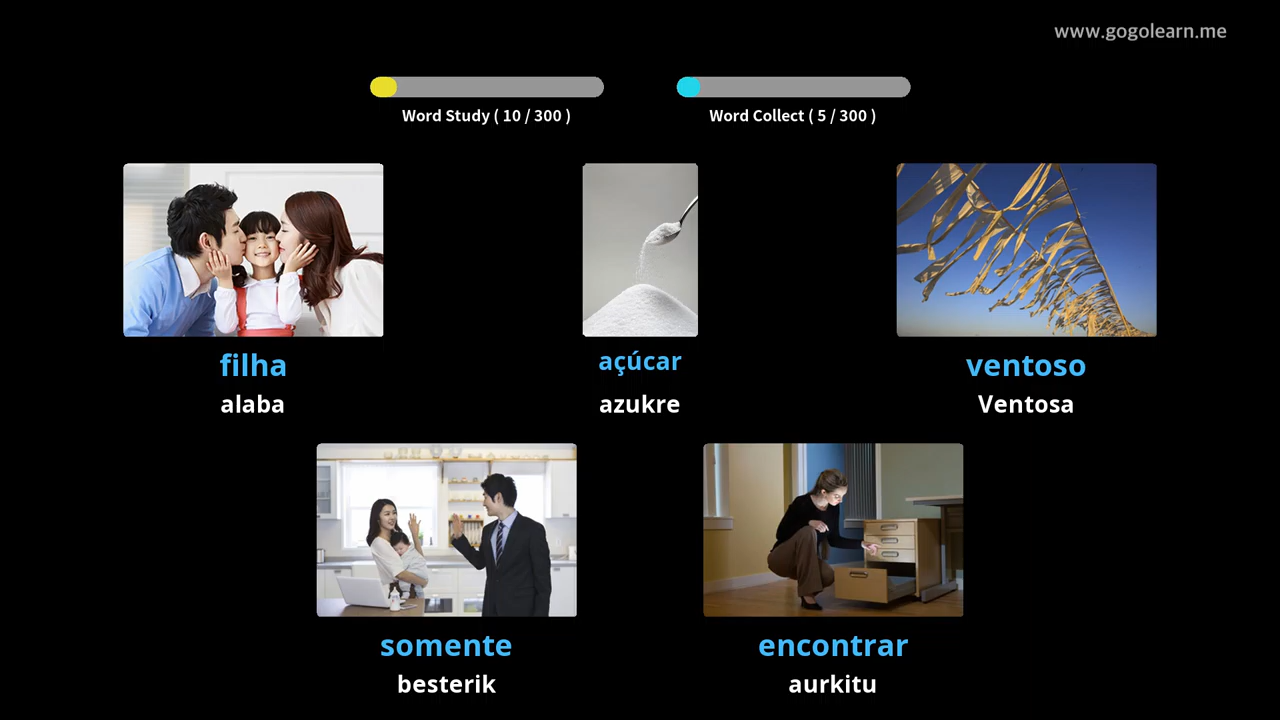 www.gogolearn.me
Word Study ( 10 / 300 )
Word Collect ( 5 / 300 )
filha
alaba
açúcar
azukre
ventoso
Ventosa
somente
besterik
encontrar
aurkitu